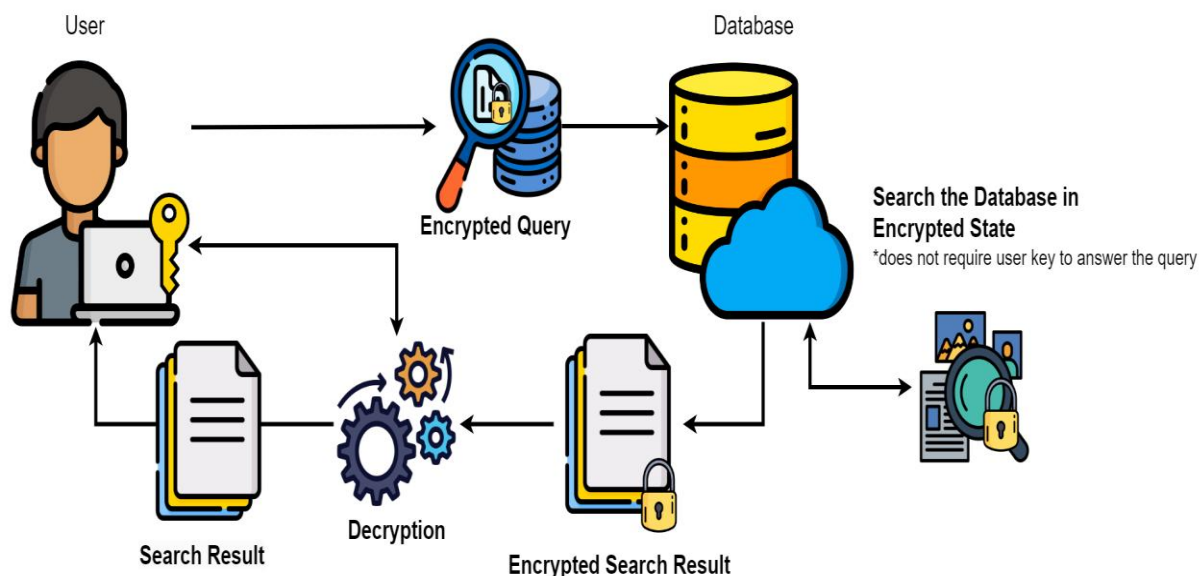 User
Database
Encrypted Query
Search the Database in
Encrypted State
*does not require user key to answer the query
Search Result
Decryption
Encrypted Search Result